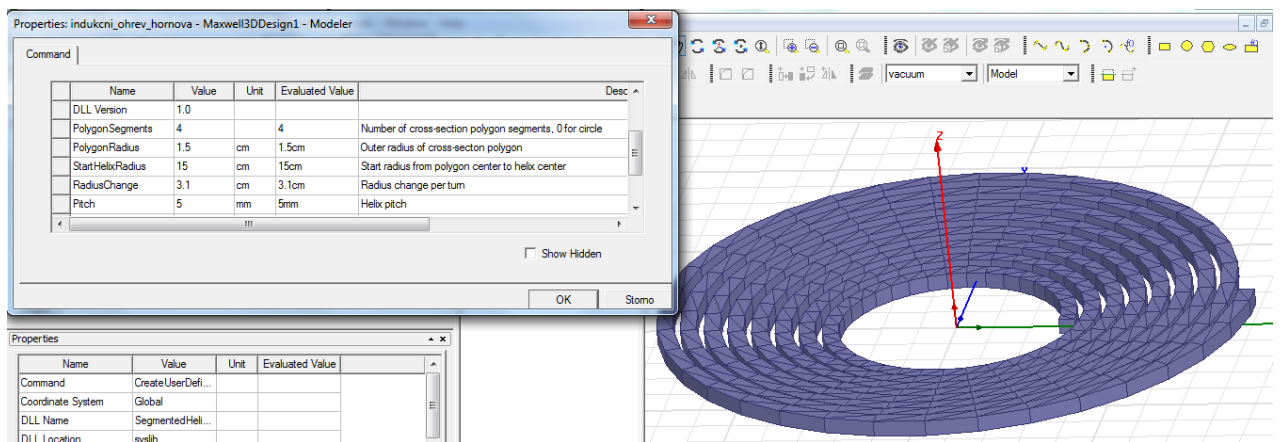 Properties: indukcni_ohrev_hornova - Maxwell3DDesign1 - Modeler
Command
Name Value Unit Evaluated Value Desc
DLL Version 1.0
PolygonSegments 4 4 Number of cross-section polygon segments, 0 for circle
PolygonRadius 1.5 cm 1.5cm Outer radius of cross-secton polygon
StartHelixRadius 15 cm 15cm Start radius from polygon center to helix center
RadiusChange 3.1 cm 3.1cm Radius change per turn
Pitch 5 mm 5mm Helix pitch
Show Hidden
OK Storno
vacuum Model
Z
Properties
Name Value Unit Evaluated Value
Command CreateUserDefi...
Coordinate System Global
DLL Name SegmentedHeli...
DLL Location syslib